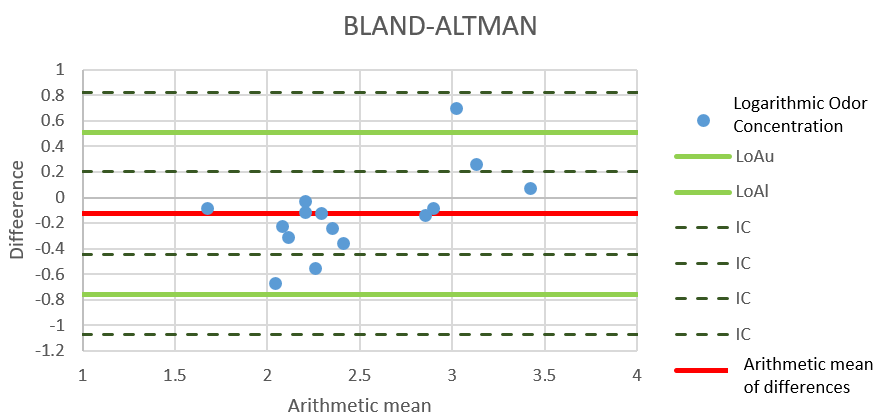 BLAND-ALTMAN
1
0.8
0.6
0.4
0.2
0
-0.2
-0.4
-0.6
-0.8
-1
-1.2
Diffeerence
1
1.5
2
2.5
3
3.5
4
Arithmetic mean
Logarithmic Odor
Concentration
LoAu
LoAl
IC
IC
IC
IC
Arithmetic mean
of differences